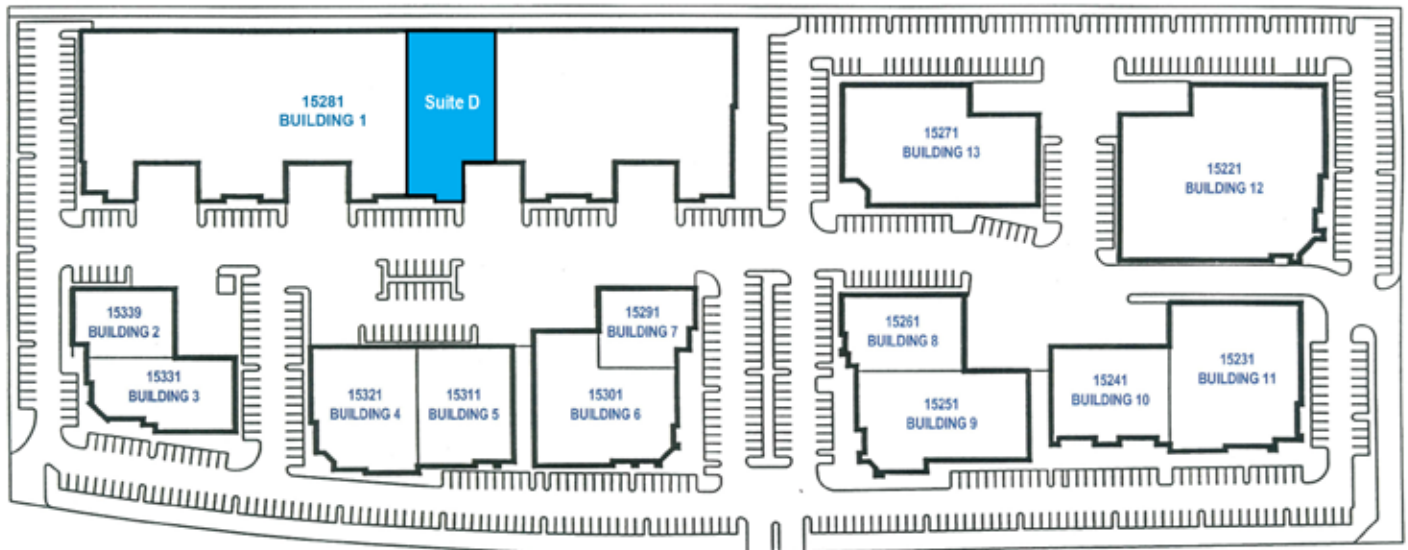 15281
BUILDING 1
Suite D
15271
BUILDING 13
15221
BUILDING 12
15339
BUILDING 2
15331
BUILDING 3
15321
BUILDING 4
15311
BUILDING 5
15291
BUILDING 7
15301
BUILDING 6
15261
BUILDING 8
15251
BUILDING 9
15241
BUILDING 10
15231
BUILDING 11